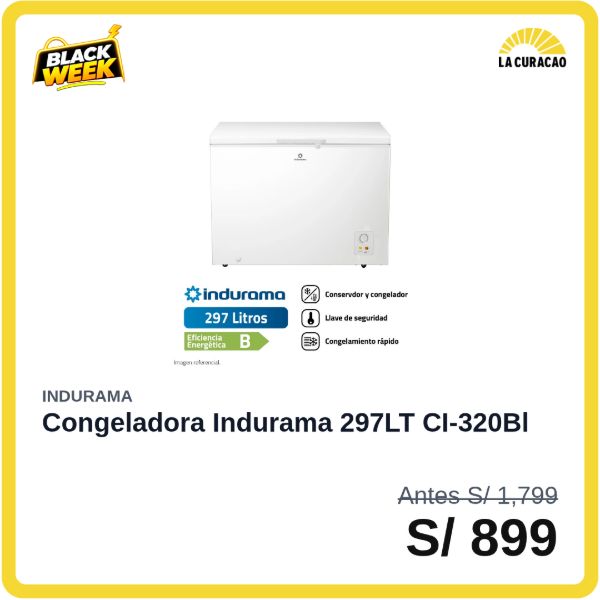 BLACK
WEEK
LA CURACAO
indurama
297 Litros
Eficiencia
Energética
B
Conservdor y congelador
Llave de seguridad
Congelamiento rápido
Imagen referencial.
INDURAMA
Congeladora Indurama 297LT CI-320Bl
Antes S/ 1,799
S/ 899